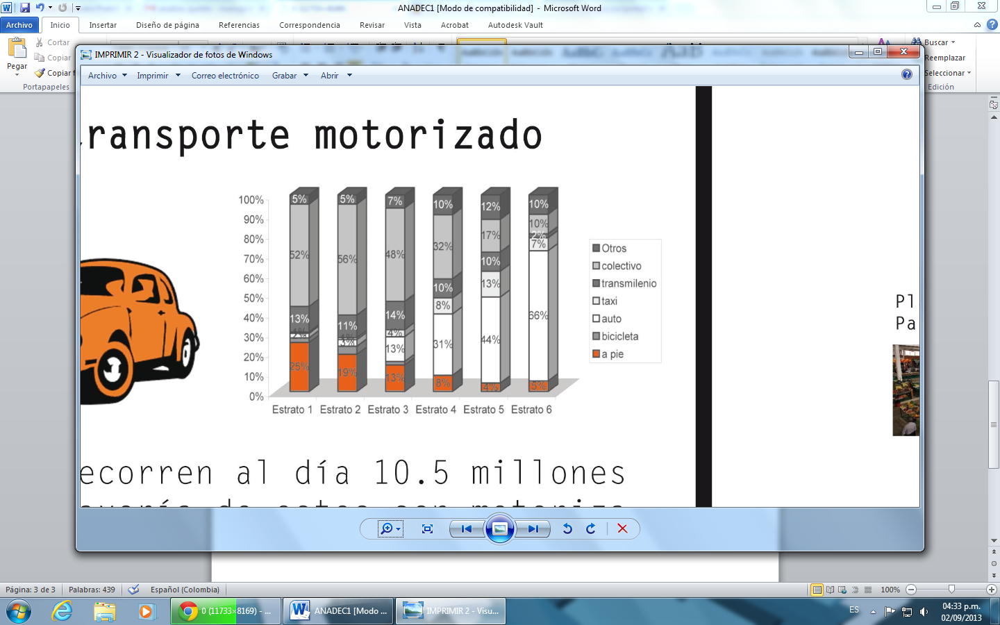 ANADEC1 [Modo de compatibilidad] - Microsoft Word
Archivo Inicio Insertar Diseño de página Referencias Correspondencia Revisar Vista Acrobat Autodesk Vault
Pegar
Cortar
Copiar
Copiar f
Portapapeles
Buscar
Reemplazar
Seleccionar
Edición
IMPRIMIR 2 - Visualizador de fotos de Windows
Archivo Imprimir Correo electrónico Grabar Abrir
ransporte motorizado
100%
90%
80%
70%
60%
50%
40%
30%
20%
10%
0%
5% 5% 7% 10% 12% 10%
52% 56% 48% 32% 17% 10%
13% 11% 14% 10% 10% 2%
1% 1% 4% 8% 13% 7%
2% 3% 13% 31% 44% 66%
25% 19% 13% 8% 4% 5%
Estrato 1 Estrato 2 Estrato 3 Estrato 4 Estrato 5 Estrato 6
Otros
colectivo
transmilenio
taxi
auto
bicicleta
a pie
Pl
Pa
ecorren al día 10.5 millones
Página: 3 de 3 Palabras: 439 Español (Colombia) 100%
0 (11733×8169) - ... ANADEC1 [Modo ... IMPRIMIR 2 - Visu... ES 04:33 p.m.
02/09/2013